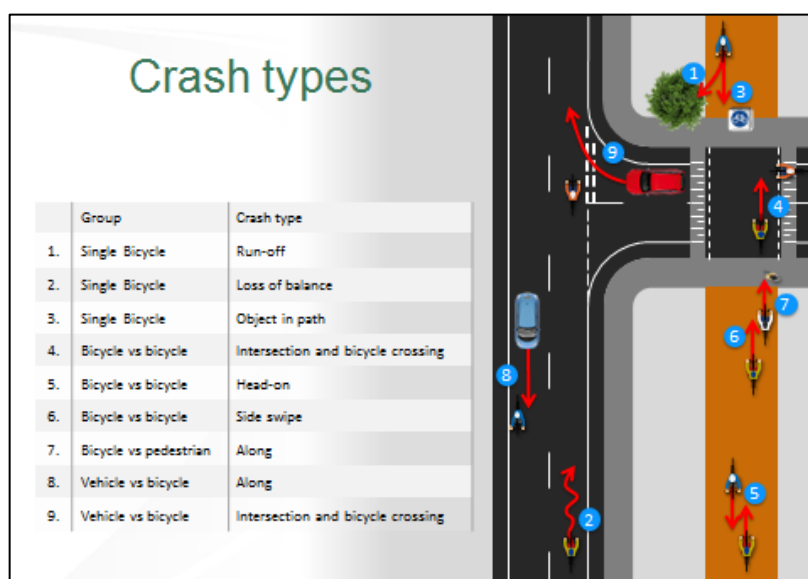 Crash types
Group Crash type
1. Single Bicycle Run-off
2. Single Bicycle Loss of balance
3. Single Bicycle Object in path
4. Bicycle vs bicycle Intersection and bicycle crossing
5. Bicycle vs bicycle Head-on
6. Bicycle vs bicycle Side swipe
7. Bicycle vs pedestrian Along
8. Vehicle vs bicycle Along
9. Vehicle vs bicycle Intersection and bicycle crossing
1
3
9
4
7
6
8
5
2